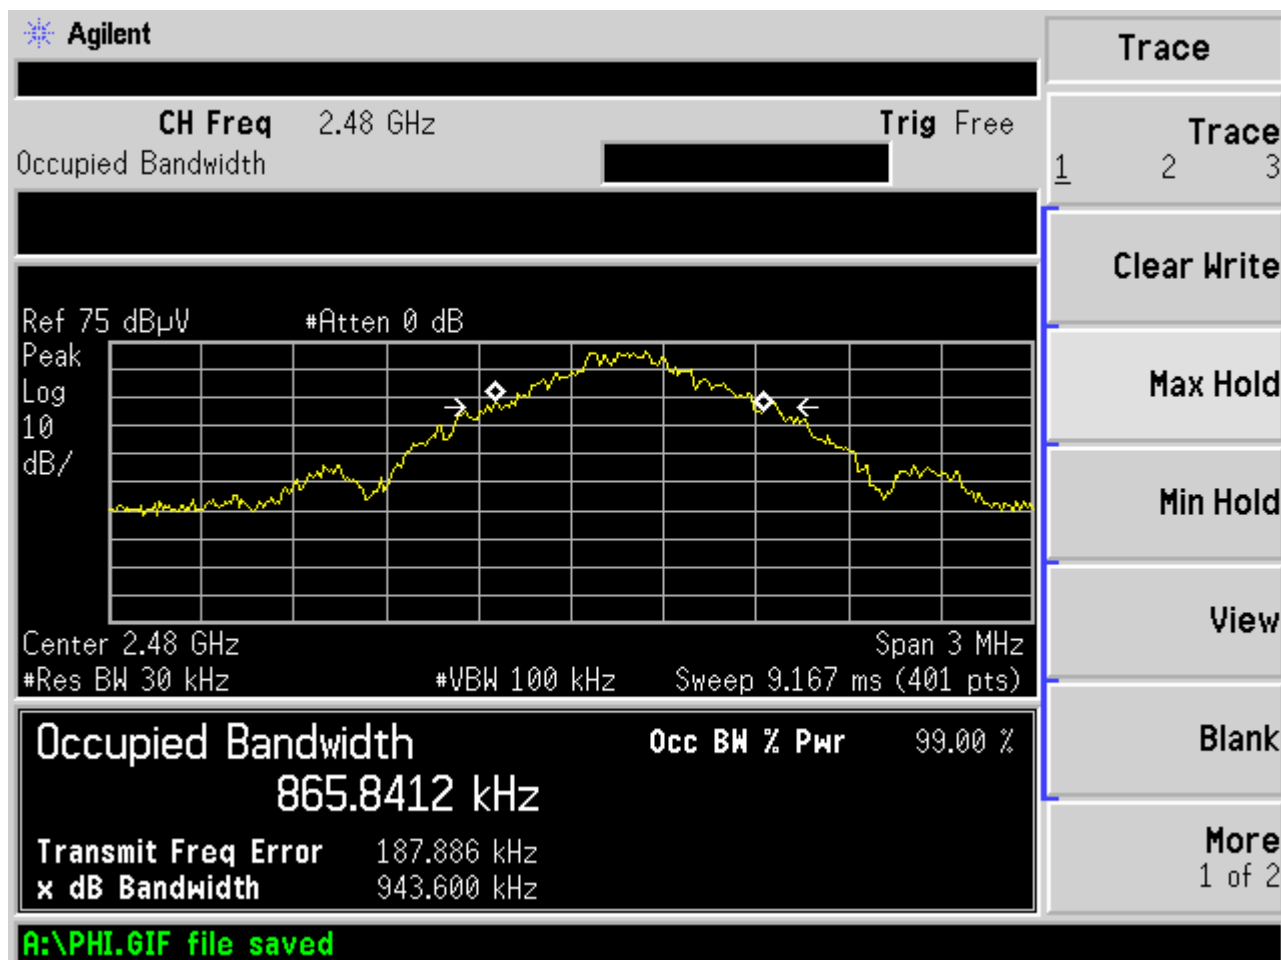 Agilent
Trace
CH Freq 2.48 GHz Trig Free
Occupied Bandwidth
Trace
1 2 3
Clear Write
Max Hold
Min Hold
View
Blank
More
1 of 2
Ref 75 dBµV #Atten 0 dB
Peak
Log
10
dB/
Center 2.48 GHz Span 3 MHz
#Res BW 30 kHz #VBW 100 kHz Sweep 9.167 ms (401 pts)
Occupied Bandwidth Occ BW % Pwr 99.00 %
865.8412 kHz
Transmit Freq Error 187.886 kHz
x dB Bandwidth 943.600 kHz
A:\PHI.GIF file saved